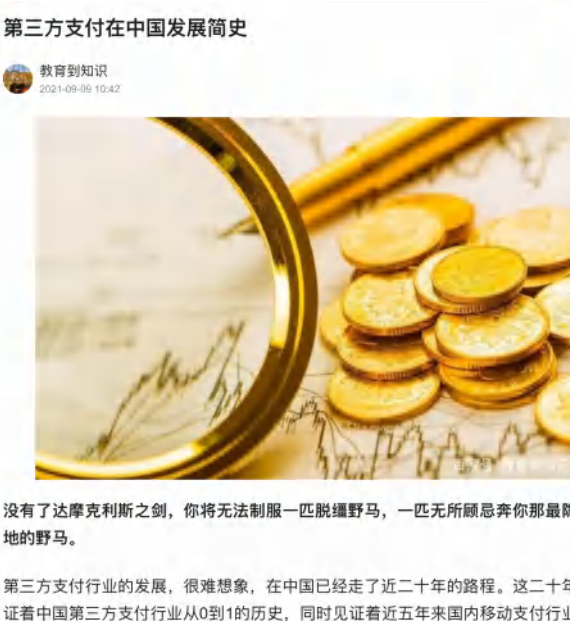 第三方支付在中国发展简史
教育到知识
2021-09-09 10:42
没有了达摩克利斯之剑，你将无法制服一匹脱缰野马，一匹无所顾忌奔你那最
地的野马。
第三方支付行业的发展，很难想象，在中国已经走了近二十年的路程。这二十年
证着中国第三方支付行业从0到1的历史，同时见证着近五年来国内移动支付行业